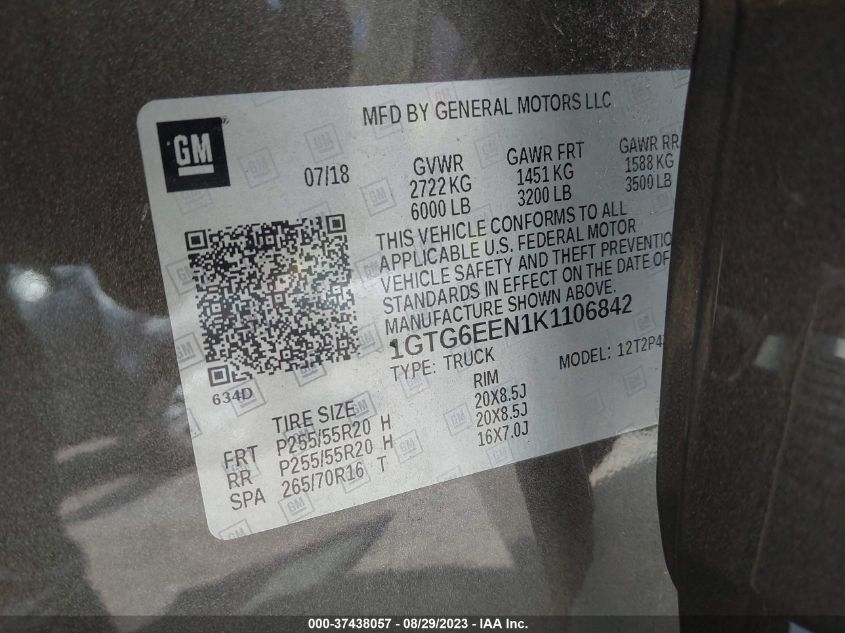 MFD BY GENERAL MOTORS LLC
GM
07/18
GVWR GAWR FRT GAWR RR
2722 KG 1451 KG 1588 KG
6000 LB 3200 LB 3500 LB
THIS VEHICLE CONFORMS TO ALL
APPLICABLE U.S. FEDERAL MOTOR
VEHICLE SAFETY AND THEFT PREVENTIO
STANDARDS IN EFFECT ON THE DATE OF
MANUFACTURE SHOWN ABOVE.
1GTG6EEN1K1106842
TYPE: TRUCK MODEL: 12T2P4
634D
TIRE SIZE RIM
FRT P255/55R20 H 20X8.5J
RR P255/55R20 H 20X8.5J
SPA 265/70R16 T 16X7.0J
000-37438057 - 08/29/2023 - IAA Inc.